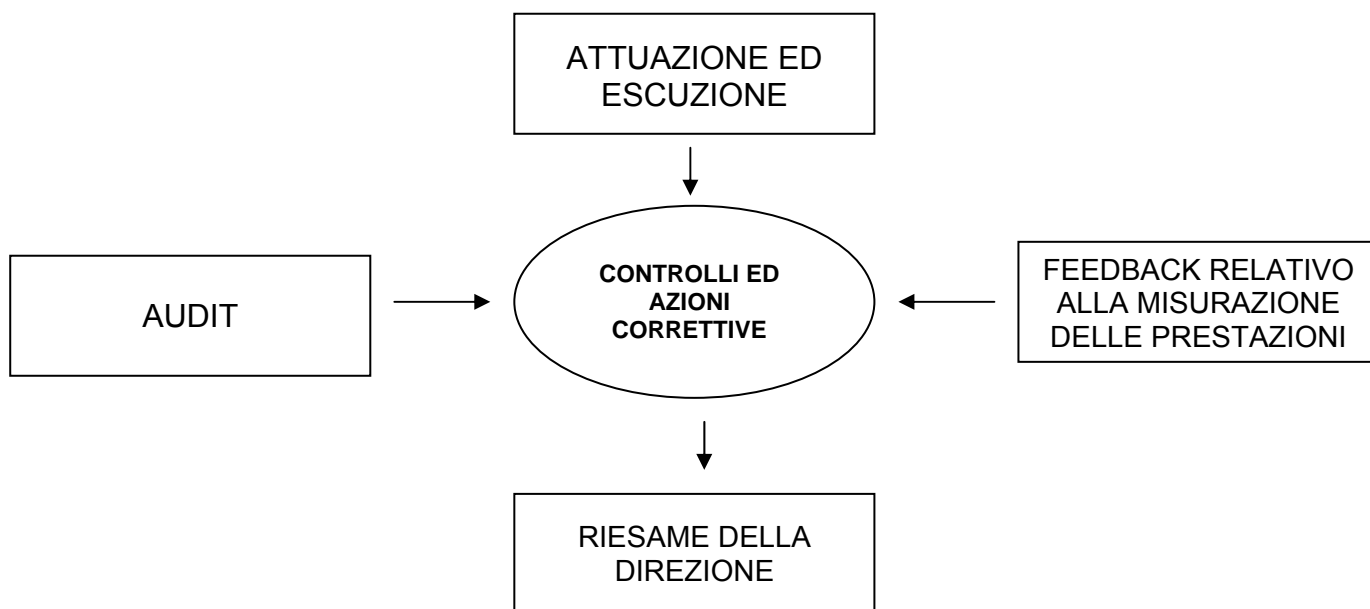 ATTUAZIONE ED
ESCUZIONE
AUDIT
CONTROLLI ED
AZIONI
CORRETTIVE
FEEDBACK RELATIVO
ALLA MISURAZIONE
DELLE PRESTAZIONI
RIESAME DELLA
DIREZIONE